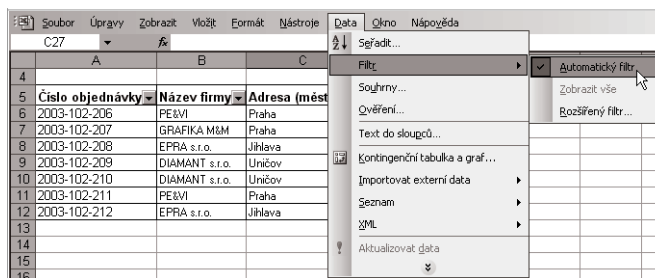 Soubor Úpravy Zobrazit Vložit Formát Nástroje Data Okno Nápověda
C27 fx
A B C
4
5 Číslo objednávky Název firmy Adresa (měst
6 2003-102-206 PE&VI Praha
7 2003-102-207 GRAFIKA M&M Praha
8 2003-102-208 EPRA s.r.o. Jihlava
9 2003-102-209 DIAMANT s.r.o. Uničov
10 2003-102-210 DIAMANT s.r.o. Uničov
11 2003-102-211 PE&VI Praha
12 2003-102-212 EPRA s.r.o. Jihlava
13
14
15
16
Seřadit...
Filtr
Souhrny...
Ověření...
Text do sloupců...
Kontingenční tabulka a graf...
Importovat externí data
Seznam
XML
Aktualizovat data
Automatický filtr
Zobrazit vše
Rozšířený filtr...